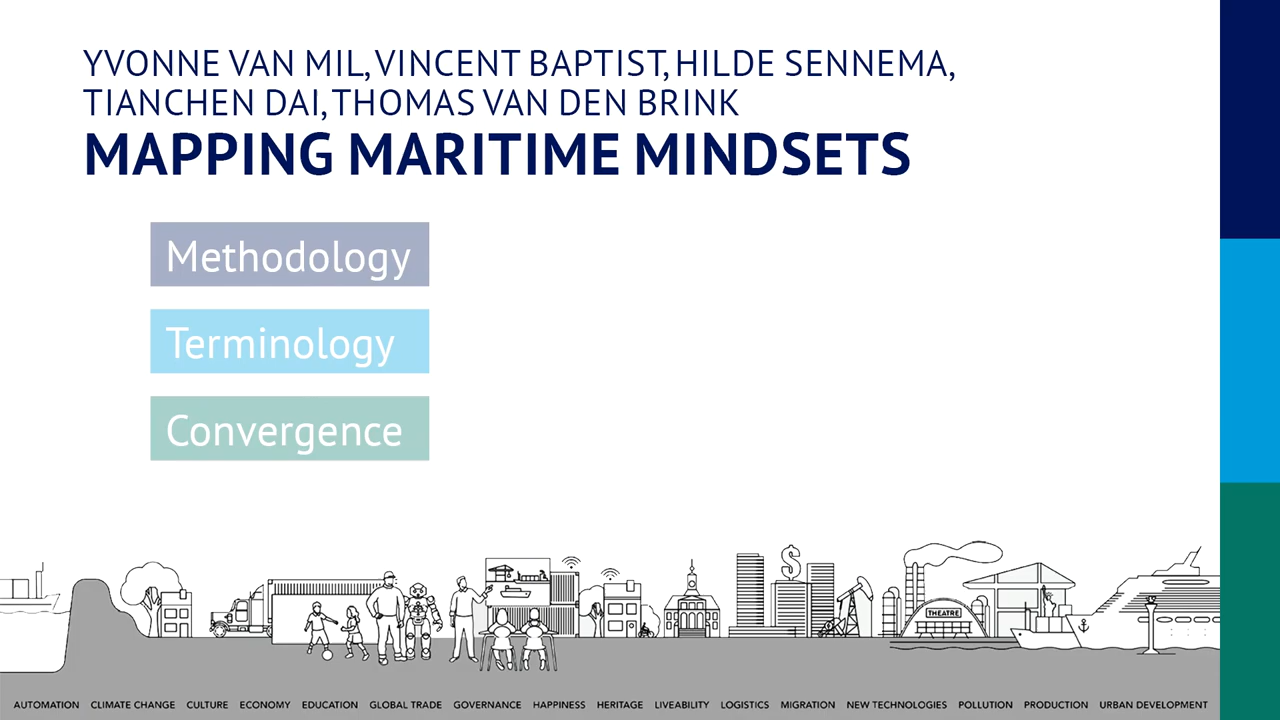 YVONNE VAN MIL, VINCENT BAPTIST, HILDE SENNEMA,
TIANCHEN DAI, THOMAS VAN DEN BRINK
MAPPING MARITIME MINDSETS
Methodology
Terminology
Convergence
$
THEATRE
AUTOMATION CLIMATE CHANGE CULTURE ECONOMY EDUCATION GLOBAL TRADE GOVERNANCE HAPPINESS HERITAGE LIVEABILITY LOGISTICS MIGRATION NEW TECHNOLOGIES POLLUTION PRODUCTION URBAN DEVELOPMENT